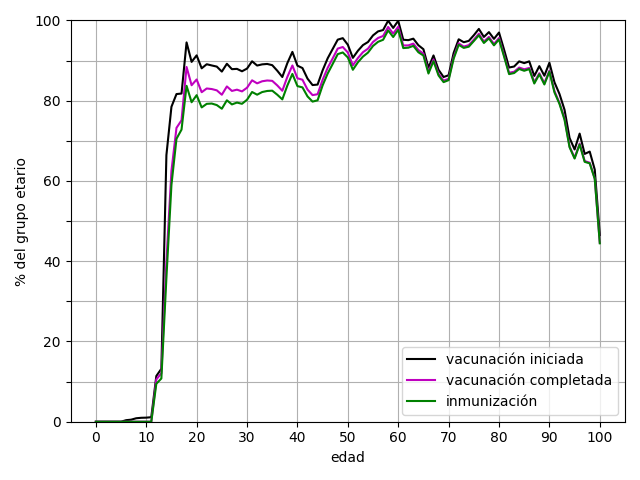 100
80
60
40
20
0
% del grupo etario
vacunación iniciada
vacunación completada
inmunización
0 10 20 30 40 50 60 70 80 90 100
edad